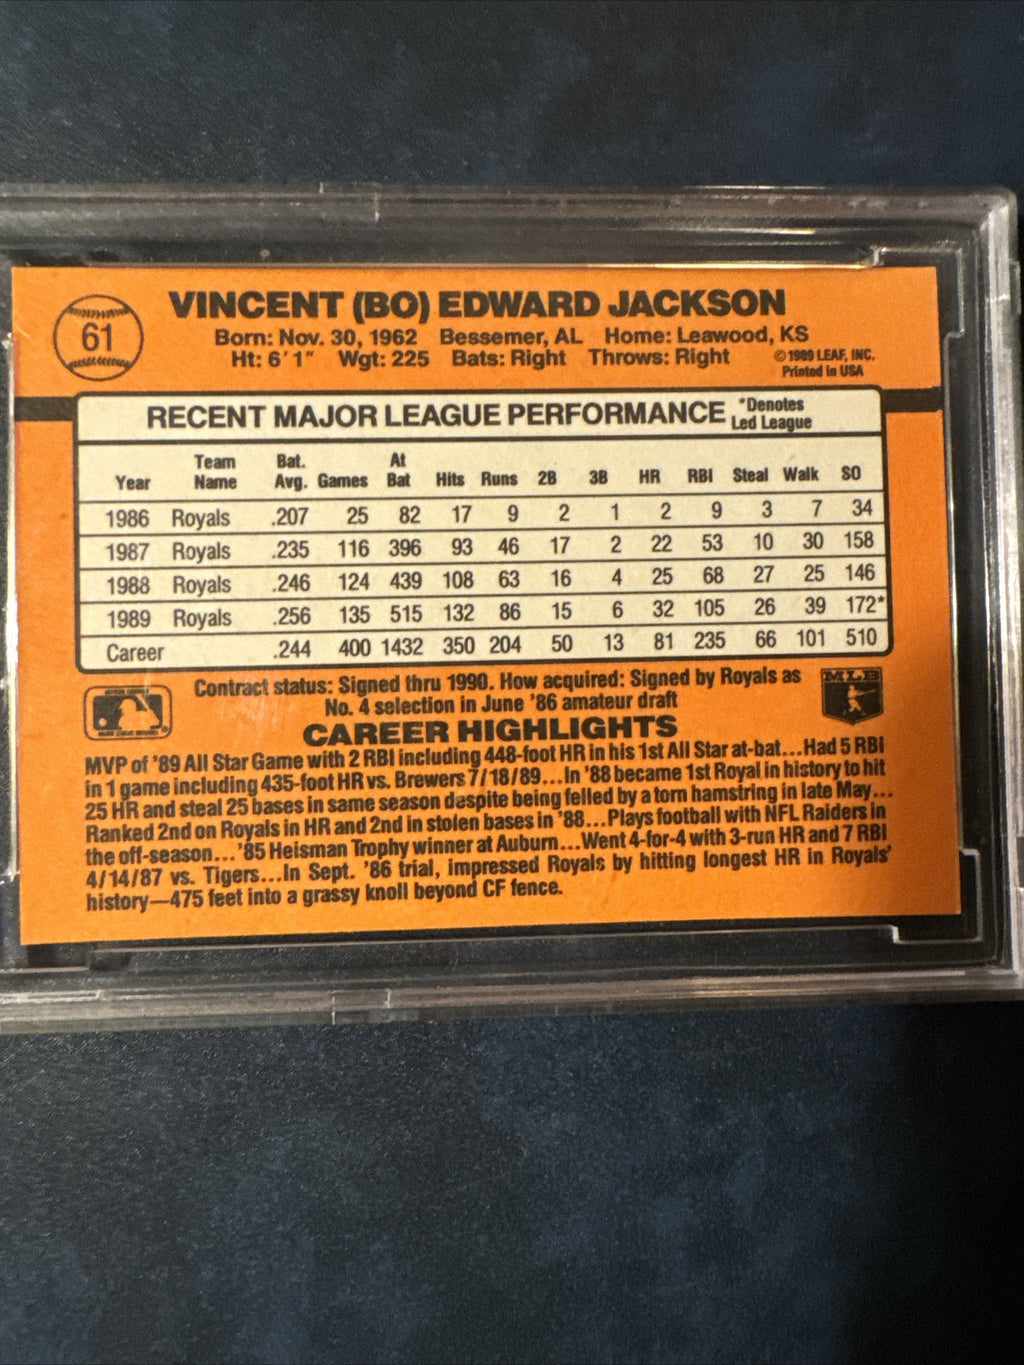 61
VINCENT (BO) EDWARD JACKSON
Born: Nov. 30, 1962 Bessemer, AL Home: Leawood, KS
Ht: 6' 1" Wgt: 225 Bats: Right Throws: Right
©1989 LEAF, INC.
Printed in USA
RECENT MAJOR LEAGUE PERFORMANCE *Denotes
Led League
Year Team Name Bat. Avg. Games At Bat Hits Runs 2B 3B HR RBI Steal Walk SO
1986 Royals .207 25 82 17 9 2 1 2 9 3 7 34
1987 Royals .235 116 396 93 46 17 2 22 53 10 30 158
1988 Royals .246 124 439 108 63 16 4 25 68 27 25 146
1989 Royals .256 135 515 132 86 15 6 32 105 26 39 172*
Career .244 400 1432 350 204 50 13 81 235 66 101 510
Contract status: Signed thru 1990. How acquired: Signed by Royals as
No. 4 selection in June '86 amateur draft
MLB
CAREER HIGHLIGHTS
MVP of '89 All Star Game with 2 RBI including 448-foot HR in his 1st All Star at-bat...Had 5 RBI
in 1 game including 435-foot HR vs. Brewers 7/18/89...In '88 became 1st Royal in history to hit
25 HR and steal 25 bases in same season despite being felled by a torn hamstring in late May...
Ranked 2nd on Royals in HR and 2nd in stolen bases in '88...Plays football with NFL Raiders in
the off-season...'85 Heisman Trophy winner at Auburn...Went 4-for-4 with 3-run HR and 7 RBI
4/14/87 vs. Tigers...In Sept. '86 trial, impressed Royals by hitting longest HR in Royals'
history—475 feet into a grassy knoll beyond CF fence.